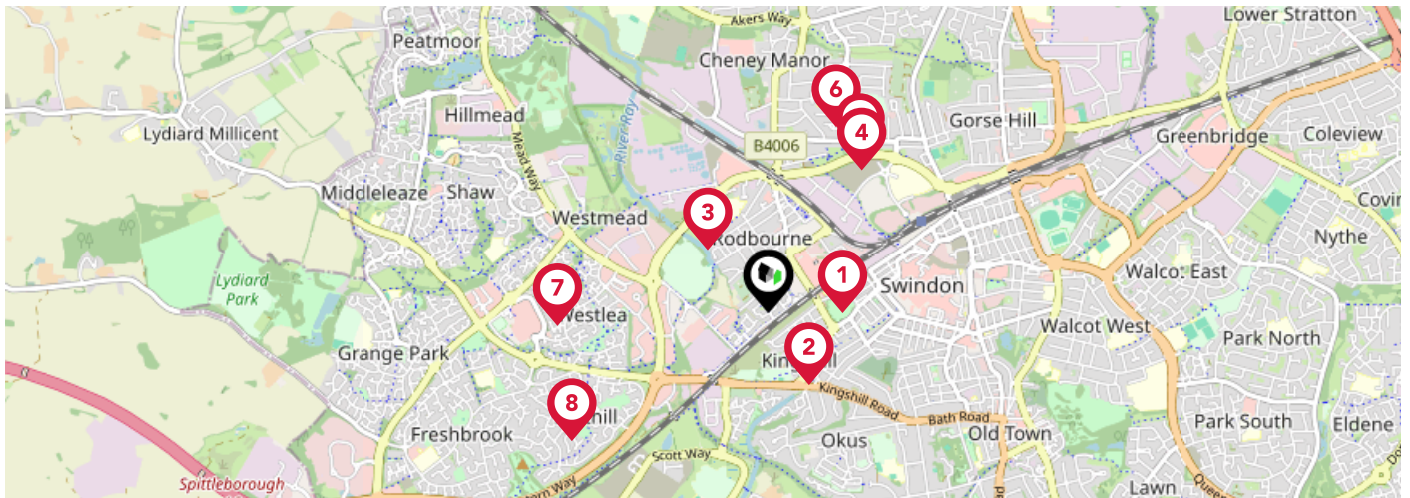 Akers Way
Lower Stratton
Peatmoor
Cheney Manor
6
Hillmead
Gorse Hill
4
Lydiard Millicent
River Ray
B4006
Greenbridge
Coleview
Mead Way
Middleleaze
Shaw
Westmead
3
Rodbourne
Nythe
Lydiard
Park
7
1
Walcot East
Swindon
Westlea
Walcot West
Park North
Grange Park
2
Kingshill Road
8
Bath Road
Freshbrook
Okus
Old Town
Park South
Eldene
Scott Way
Spittleborough
Lawn